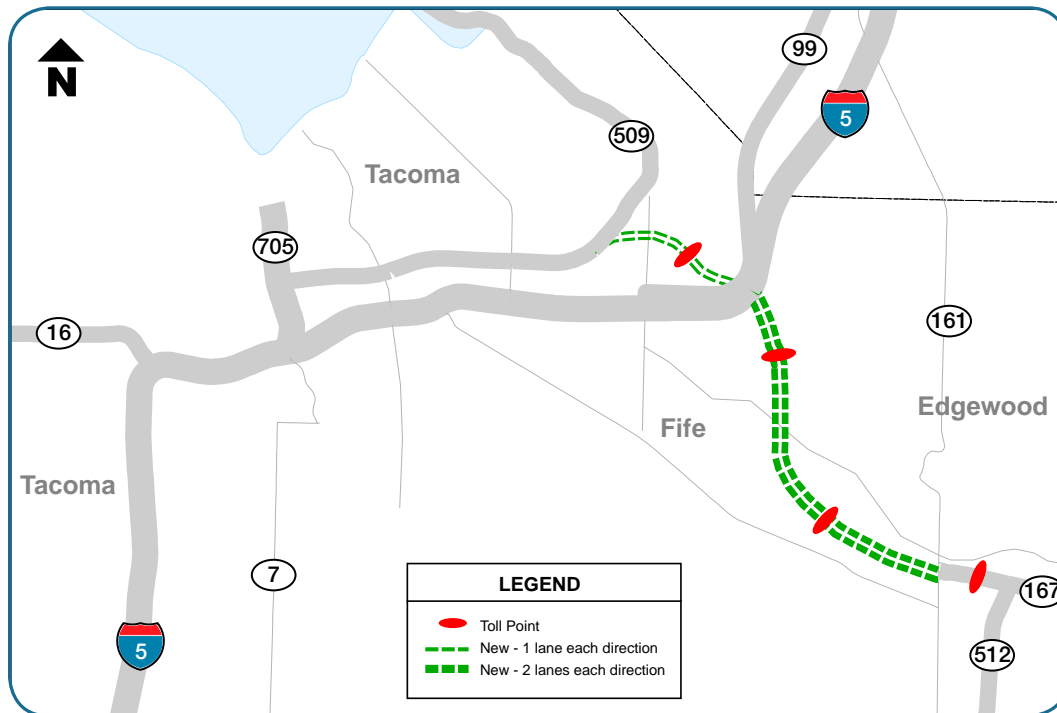 N
99
5
509
Tacoma
705
16
161
Edgewood
Fife
Tacoma
7
5
167
512
LEGEND
Toll Point
New - 1 lane each direction
New - 2 lanes each direction